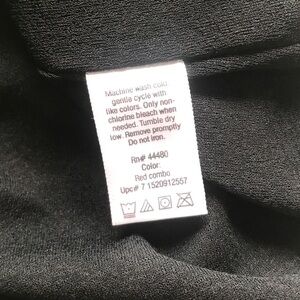 Machine wash cold,
gentle cycle with
like colors. Only non-
chlorine bleach when
needed. Tumble dry
low. Remove promptly
Do not iron.
Rn# 44480
Color:
Red combo
Upc# 7 1520912557